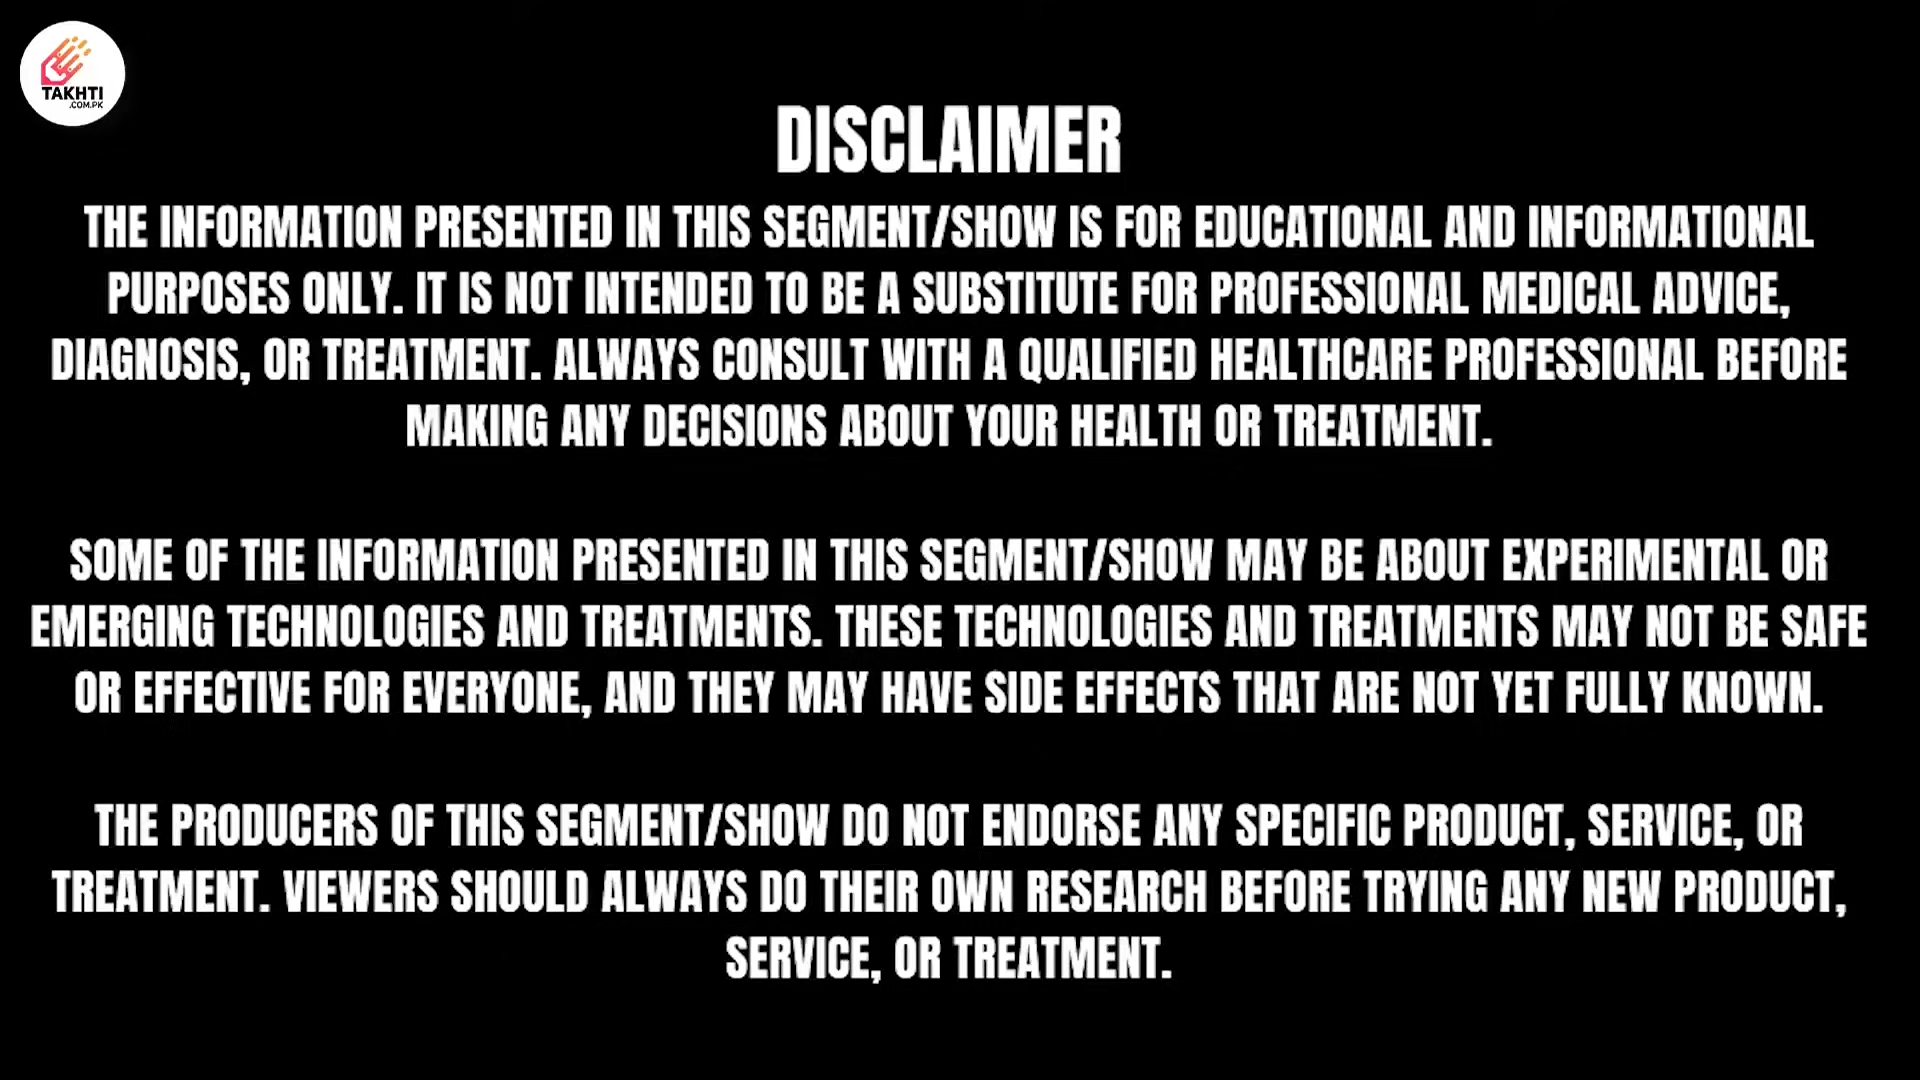 TAKHTI
.COM.PK
DISCLAIMER
THE INFORMATION PRESENTED IN THIS SEGMENT/SHOW IS FOR EDUCATIONAL AND INFORMATIONAL
PURPOSES ONLY. IT IS NOT INTENDED TO BE A SUBSTITUTE FOR PROFESSIONAL MEDICAL ADVICE,
DIAGNOSIS, OR TREATMENT. ALWAYS CONSULT WITH A QUALIFIED HEALTHCARE PROFESSIONAL BEFORE
MAKING ANY DECISIONS ABOUT YOUR HEALTH OR TREATMENT.
SOME OF THE INFORMATION PRESENTED IN THIS SEGMENT/SHOW MAY BE ABOUT EXPERIMENTAL OR
EMERGING TECHNOLOGIES AND TREATMENTS. THESE TECHNOLOGIES AND TREATMENTS MAY NOT BE SAFE
OR EFFECTIVE FOR EVERYONE, AND THEY MAY HAVE SIDE EFFECTS THAT ARE NOT YET FULLY KNOWN.
THE PRODUCERS OF THIS SEGMENT/SHOW DO NOT ENDORSE ANY SPECIFIC PRODUCT, SERVICE, OR
TREATMENT. VIEWERS SHOULD ALWAYS DO THEIR OWN RESEARCH BEFORE TRYING ANY NEW PRODUCT,
SERVICE, OR TREATMENT.